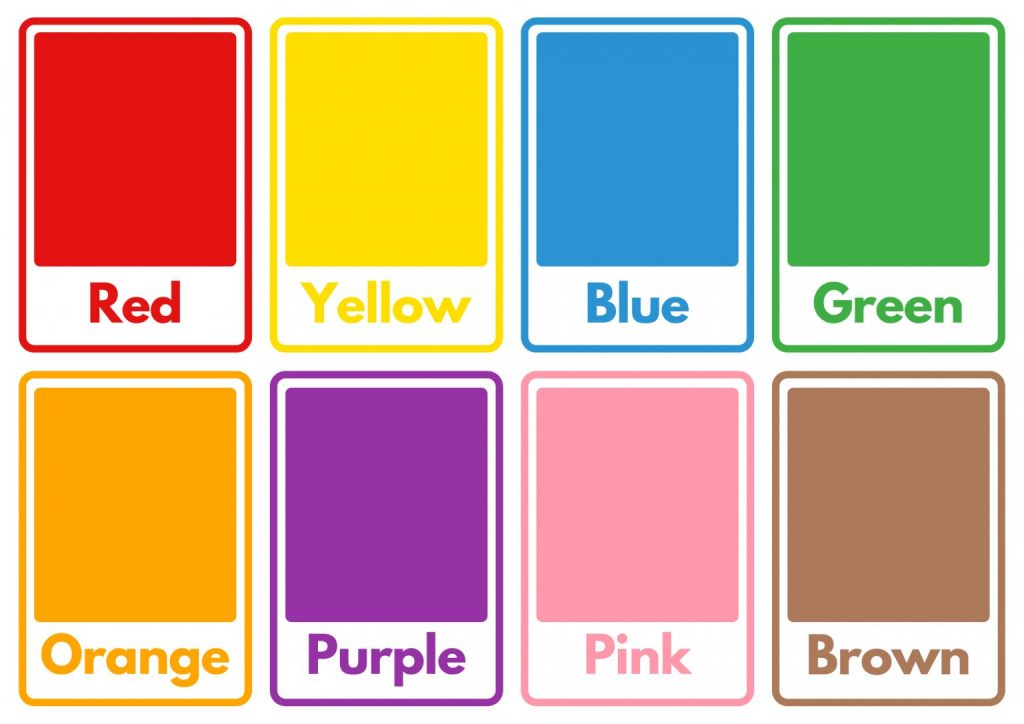 Red
Yellow
Blue
Green
Orange
Purple
Pink
Brown